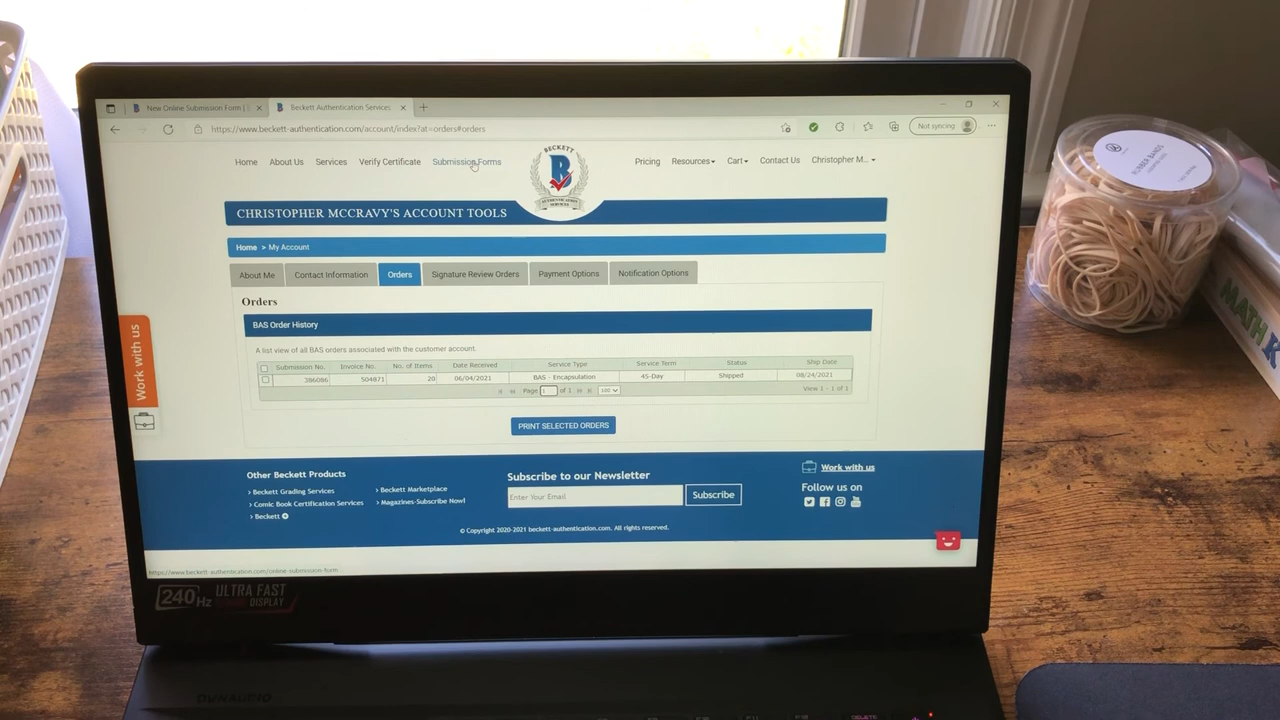 New Online Submission Form |
Beckett Authentication Services
https://www.beckett-authentication.com/account/index?at=orders#orders
Not syncing
Home About Us Services Verify Certificate Submission Forms
BECKETT
B
AUTHENTICATION
SERVICES
Pricing Resources Cart Contact Us Christopher M...
CHRISTOPHER MCCRAVY'S ACCOUNT TOOLS
Home > My Account
About Me Contact Information Orders Signature Review Orders Payment Options Notification Options
Orders
BAS Order History
A list view of all BAS orders associated with the customer account.
Submission No. Invoice No. No. of Items Date Received Service Type Service Term Status Ship Date
386086 504871 20 06/04/2021 BAS - Encapsulation 45-Day Shipped 08/24/2021
Page 1 of 1 100 View 1 - 1 of 1
PRINT SELECTED ORDERS
Work with us
Other Beckett Products
> Beckett Grading Services
> Comic Book Certification Services
> Beckett
> Beckett Marketplace
> Magazines-Subscribe Now!
Subscribe to our Newsletter
Enter Your Email Subscribe
Work with us
Follow us on
© Copyright 2020-2021 beckett-authentication.com, All rights reserved.
https://www.beckett-authentication.com/online-submission-form
240Hz ULTRA FAST
DISPLAY
DYNAUDIO
DELETE
RUBBER BANDS
MATH K